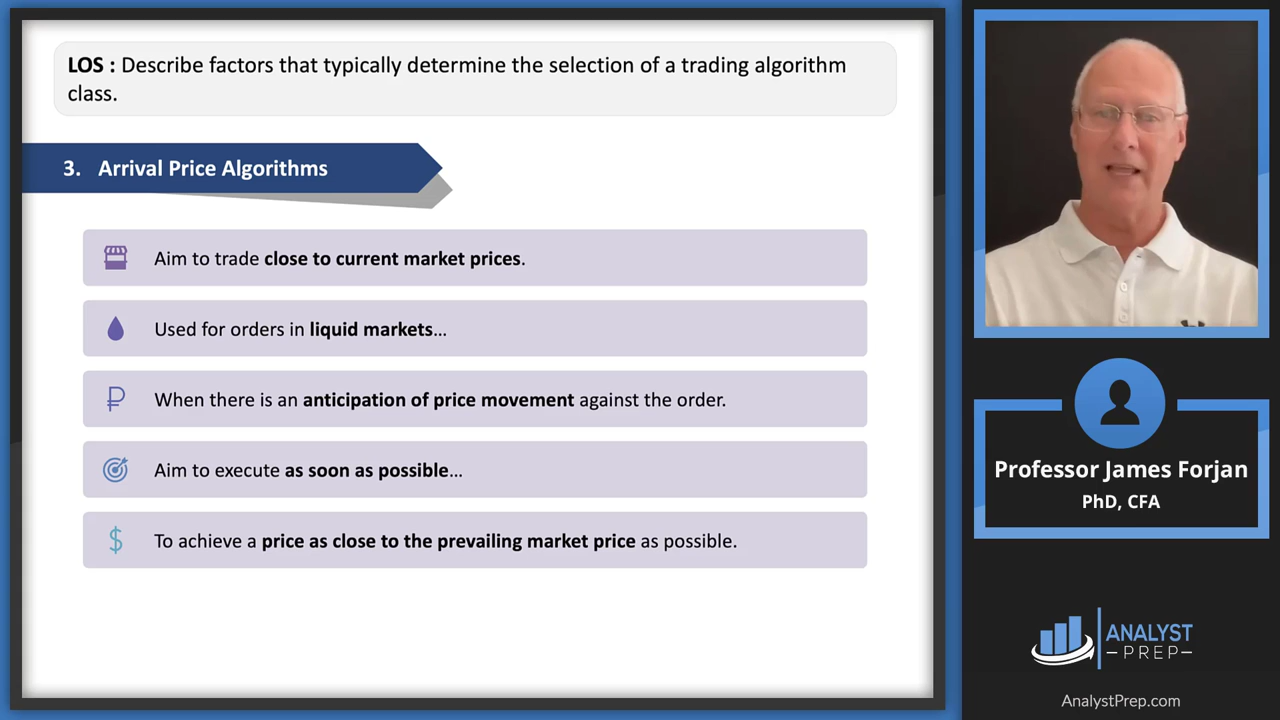 LOS : Describe factors that typically determine the selection of a trading algorithm
class.
3. Arrival Price Algorithms
Aim to trade close to current market prices.
Used for orders in liquid markets...
When there is an anticipation of price movement against the order.
Aim to execute as soon as possible...
To achieve a price as close to the prevailing market price as possible.
Professor James Forjan
PhD, CFA
ANALYST
PREP
AnalystPrep.com